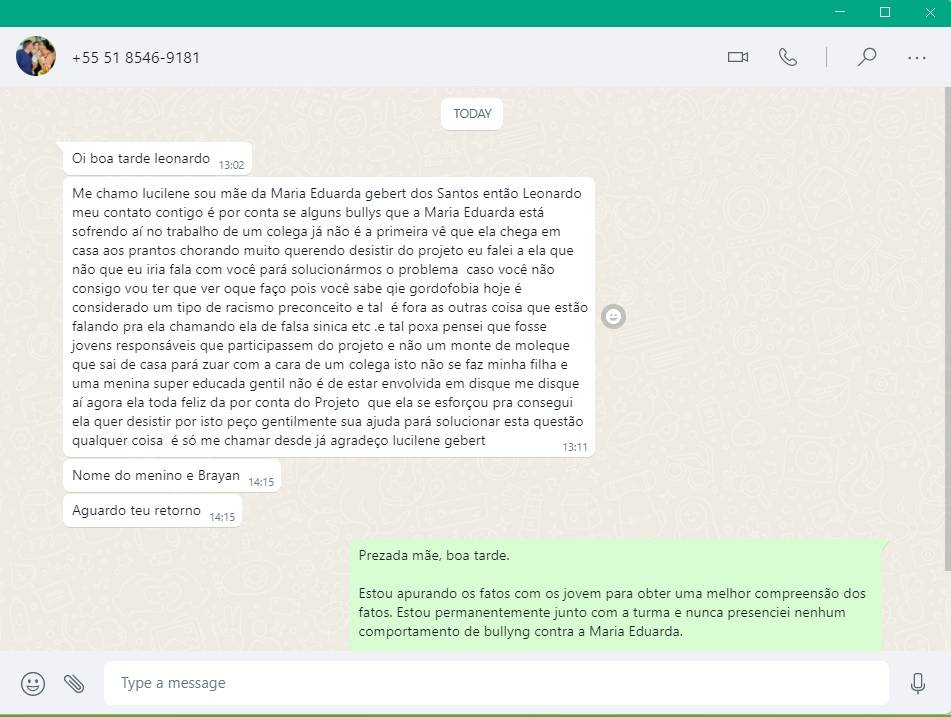 +55 51 8546-9181
TODAY
Oi boa tarde leonardo 13:02
Me chamo lucilene sou mãe da Maria Eduarda gebert dos Santos então Leonardo
meu contato contigo é por conta se alguns bullys que a Maria Eduarda está
sofrendo aí no trabalho de um colega já não é a primeira vê que ela chega em
casa aos prantos chorando muito querendo desistir do projeto eu falei a ela que
não que eu iria fala com você pará solucionármos o problema caso você não
consigo vou ter que ver oque faço pois você sabe qie gordofobia hoje é
considerado um tipo de racismo preconceito e tal é fora as outras coisa que estão
falando pra ela chamando ela de falsa sinica etc .e tal poxa pensei que fosse
jovens responsáveis que participassem do projeto e não um monte de moleque
que sai de casa pará zuar com a cara de um colega isto não se faz minha filha e
uma menina super educada gentil não é de estar envolvida em disque me disque
aí agora ela toda feliz da por conta do Projeto que ela se esforçou pra consegui
ela quer desistir por isto peço gentilmente sua ajuda pará solucionar esta questão
qualquer coisa é só me chamar desde já agradeço lucilene gebert 13:11
Nome do menino e Brayan 14:15
Aguardo teu retorno 14:15
Prezada mãe, boa tarde.
Estou apurando os fatos com os jovem para obter uma melhor compreensão dos
fatos. Estou permanentemente junto com a turma e nunca presenciei nenhum
comportamento de bullyng contra a Maria Eduarda.
Type a message